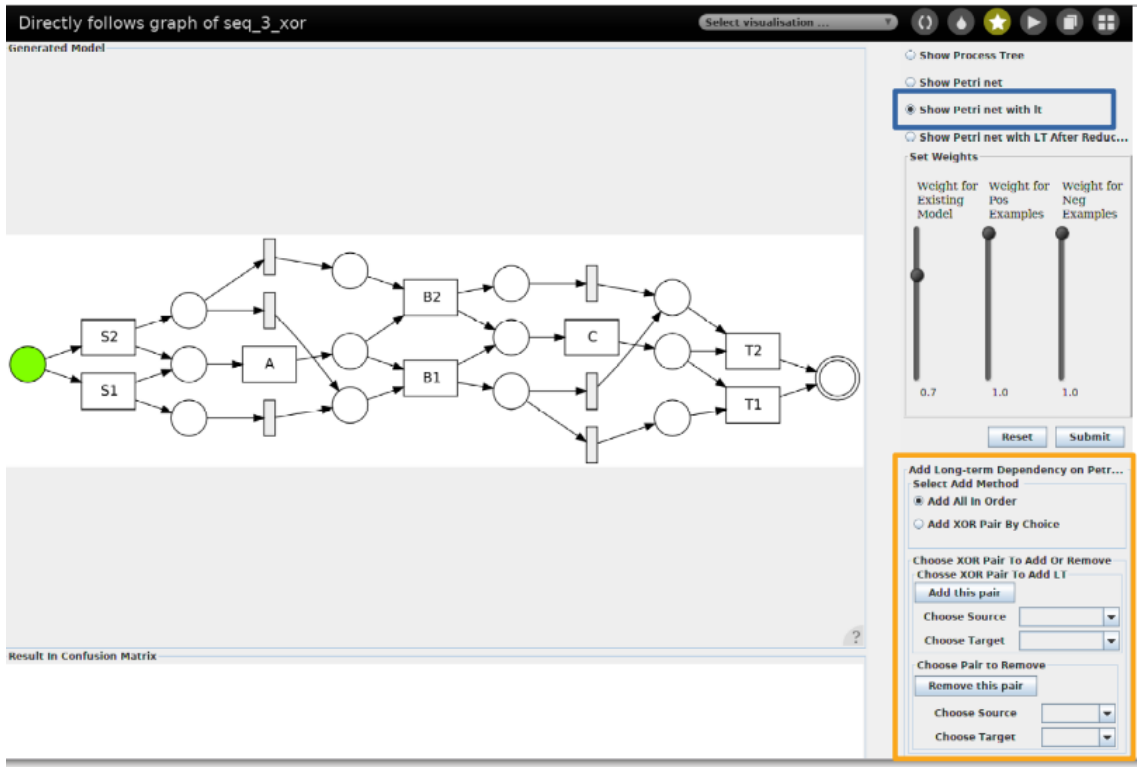 Directly follows graph of seq_3_xor
Select visualisation ...
Generated Model
Show Process Tree
Show Petri net
Show Petri net with lt
Show Petri net with LT After Reduc...
Set Weights
Weight for Existing Model
Weight for Pos Examples
Weight for Neg Examples
0.7
1.0
1.0
Reset
Submit
S2
S1
A
B2
B1
C
T2
T1
?
Add Long-term Dependency on Petr...
Select Add Method
Add All In Order
Add XOR Pair By Choice
Choose XOR Pair To Add Or Remove
Chosse XOR Pair To Add LT
Add this pair
Choose Source
Choose Target
Choose Pair to Remove
Remove this pair
Choose Source
Choose Target
Result In Confusion Matrix